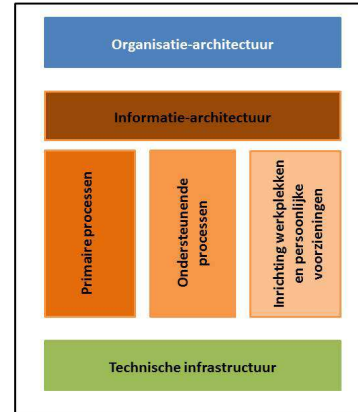 Organisatie-architectuur
Informatie-architectuur
Primaire processen
Ondersteunende
processen
Inrichting werkplekken
en persoonlijke
voorzieningen
Technische infrastructuur